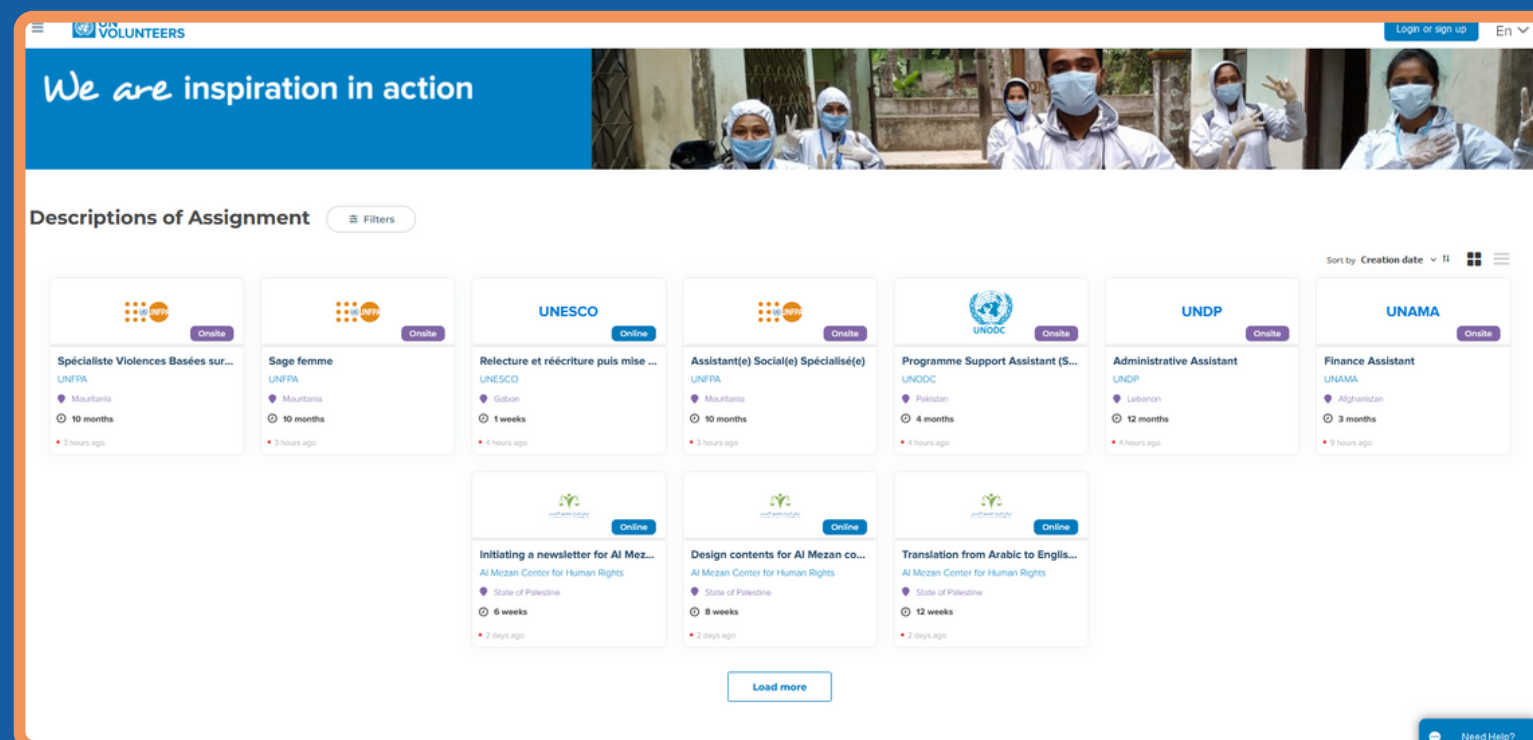 UN
VOLUNTEERS
Login or sign up
En
We are inspiration in action
Descriptions of Assignment
Filters
Sort by Creation date
UNFPA
Onsite
Spécialiste Violences Basées sur...
UNFPA
Mauritania
10 months
3 hours ago
UNFPA
Onsite
Sage femme
UNFPA
Mauritania
10 months
3 hours ago
UNESCO
Online
Relecture et réécriture puis mise ...
UNESCO
Gabon
1 weeks
4 hours ago
UNFPA
Onsite
Assistant(e) Social(e) Spécialisé(e)
UNFPA
Mauritania
10 months
3 hours ago
UNODC
Onsite
Programme Support Assistant (S...
UNODC
Pakistan
4 months
4 hours ago
UNDP
Onsite
Administrative Assistant
UNDP
Lebanon
12 months
4 hours ago
UNAMA
Onsite
Finance Assistant
UNAMA
Afghanistan
3 months
9 hours ago
Online
Initiating a newsletter for Al Mez...
Al Mezan Center for Human Rights
State of Palestine
6 weeks
2 days ago
Online
Design contents for Al Mezan co...
Al Mezan Center for Human Rights
State of Palestine
8 weeks
2 days ago
Online
Translation from Arabic to Englis...
Al Mezan Center for Human Rights
State of Palestine
12 weeks
2 days ago
Load more
Need Help?